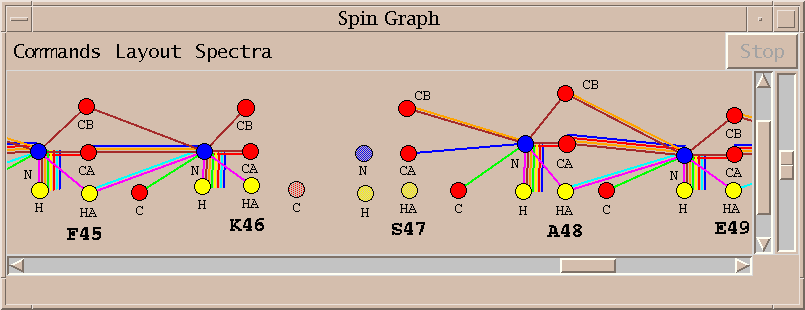 Spin Graph
Commands Layout Spectra Stop
CB CB CB CB CB
N CA N CA N CA N CA N CA
H HA C H HA C H HA C H HA C H HA
F45 K46 S47 A48 E49